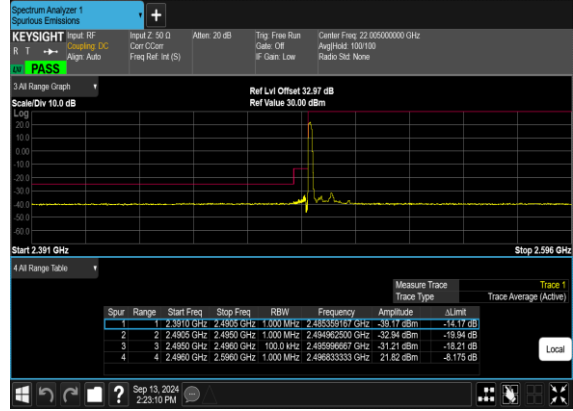 Spectrum Analyzer 1
Spurious Emissions
+
KEYSIGHT Input: RF Input Z: 50 Ω Atten: 20 dB Trig: Free Run Center Freq: 22.005000000 GHz
R T Coupling: DC Corr CCorr Gate: Off Avg|Hold: 100/100
Align: Auto Freq Ref: Int (S) IF Gain: Low Radio Std: None
PASS
3 All Range Graph
Ref Lvl Offset 32.97 dB
Scale/Div 10.0 dB Ref Value 30.00 dBm
Log
20.0
10.0
0.00
-10.0
-20.0
-30.0
-40.0
-50.0
-60.0
Start 2.391 GHz Stop 2.596 GHz
4 All Range Table
Measure Trace Trace 1
Trace Type Trace Average (Active)
Spur Range Start Freq Stop Freq RBW Frequency Amplitude ΔLimit
1 1 2.3910 GHz 2.4905 GHz 1.000 MHz 2.485359167 GHz -39.17 dBm -14.17 dB
2 2 2.4905 GHz 2.4950 GHz 1.000 MHz 2.494962500 GHz -32.94 dBm -19.94 dB
3 3 2.4950 GHz 2.4960 GHz 100.0 kHz 2.495996667 GHz -31.21 dBm -18.21 dB
4 4 2.4960 GHz 2.5960 GHz 1.000 MHz 2.496833333 GHz 21.82 dBm -8.175 dB
Local
?
Sep 13, 2024
2:23:10 PM